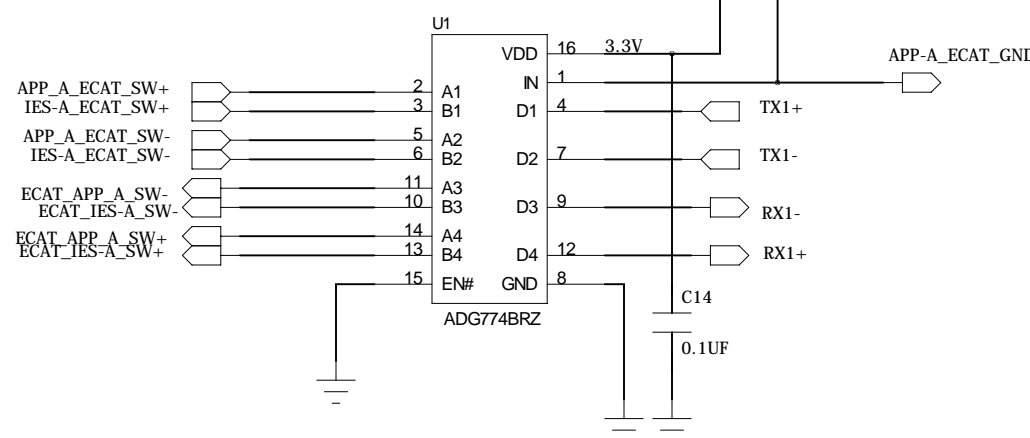 U1
VDD 16 3.3V
APP-A_ECAT_GND
IN 1
APP_A_ECAT_SW+ 2 A1
IES-A_ECAT_SW+ 3 B1
D1 4 TX1+
APP_A_ECAT_SW- 5 A2
IES-A_ECAT_SW- 6 B2
D2 7 TX1-
ECAT_APP_A_SW- 11 A3
ECAT_IES-A_SW- 10 B3
D3 9 RX1-
ECAT_APP_A_SW+ 14 A4
ECAT_IES-A_SW+ 13 B4
D4 12 RX1+
15 EN# GND 8
C14
ADG774BRZ
0.1UF